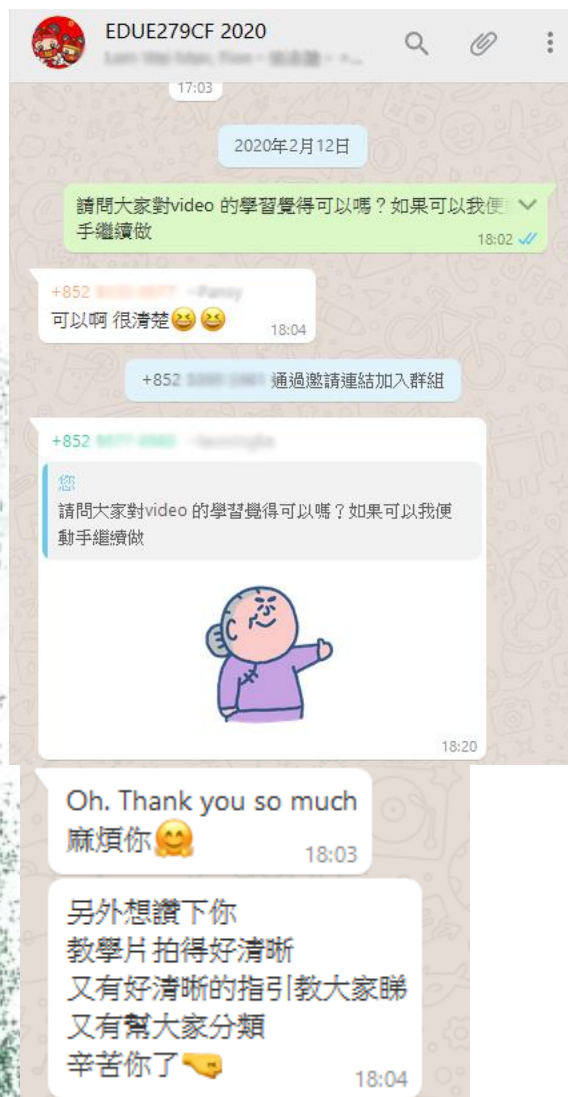 EDUE279CF 2020
17:03
2020年2月12日
請問大家對video 的學習覺得可以嗎？如果可以我便
手繼續做
18:02
+852
可以啊 很清楚😆😆
18:04
+852 通過邀請連結加入群組
+852
您
請問大家對video 的學習覺得可以嗎？如果可以我便
動手繼續做
18:20
Oh. Thank you so much
麻煩你🤗
18:03
另外想讚下你
教學片拍得好清晰
又有好清晰的指引教大家睇
又有幫大家分類
辛苦你了🤜
18:04